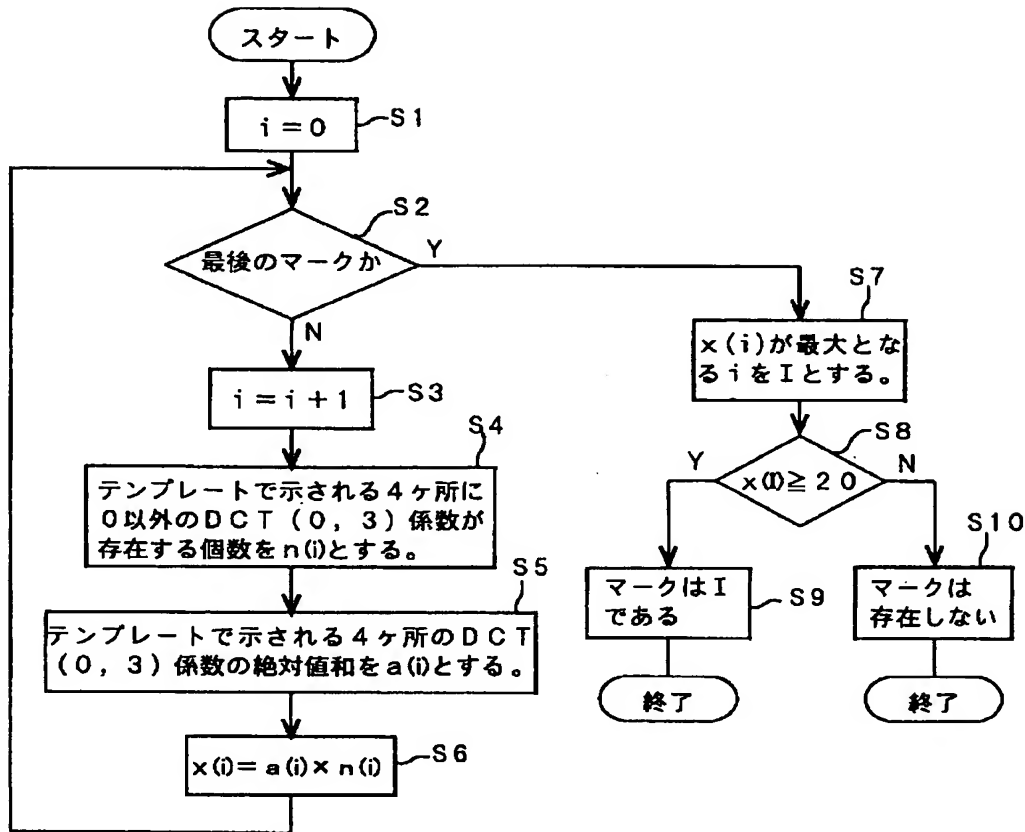 スタート
i=0
S1
S2
最後のマークか
Y
N
i=i+1
S3
S4
テンプレートで示される4ヶ所に
0以外のDCT(0,3)係数が
存在する個数をn(i)とする。
S5
テンプレートで示される4ヶ所のDCT
(0,3)係数の絶対値和をa(i)とする。
x(i)=a(i)×n(i)
S6
S7
x(i)が最大とな
るiをIとする。
S8
Y
x(I)≧20
N
マークはI
である
S9
S10
マークは
存在しない
終了
終了